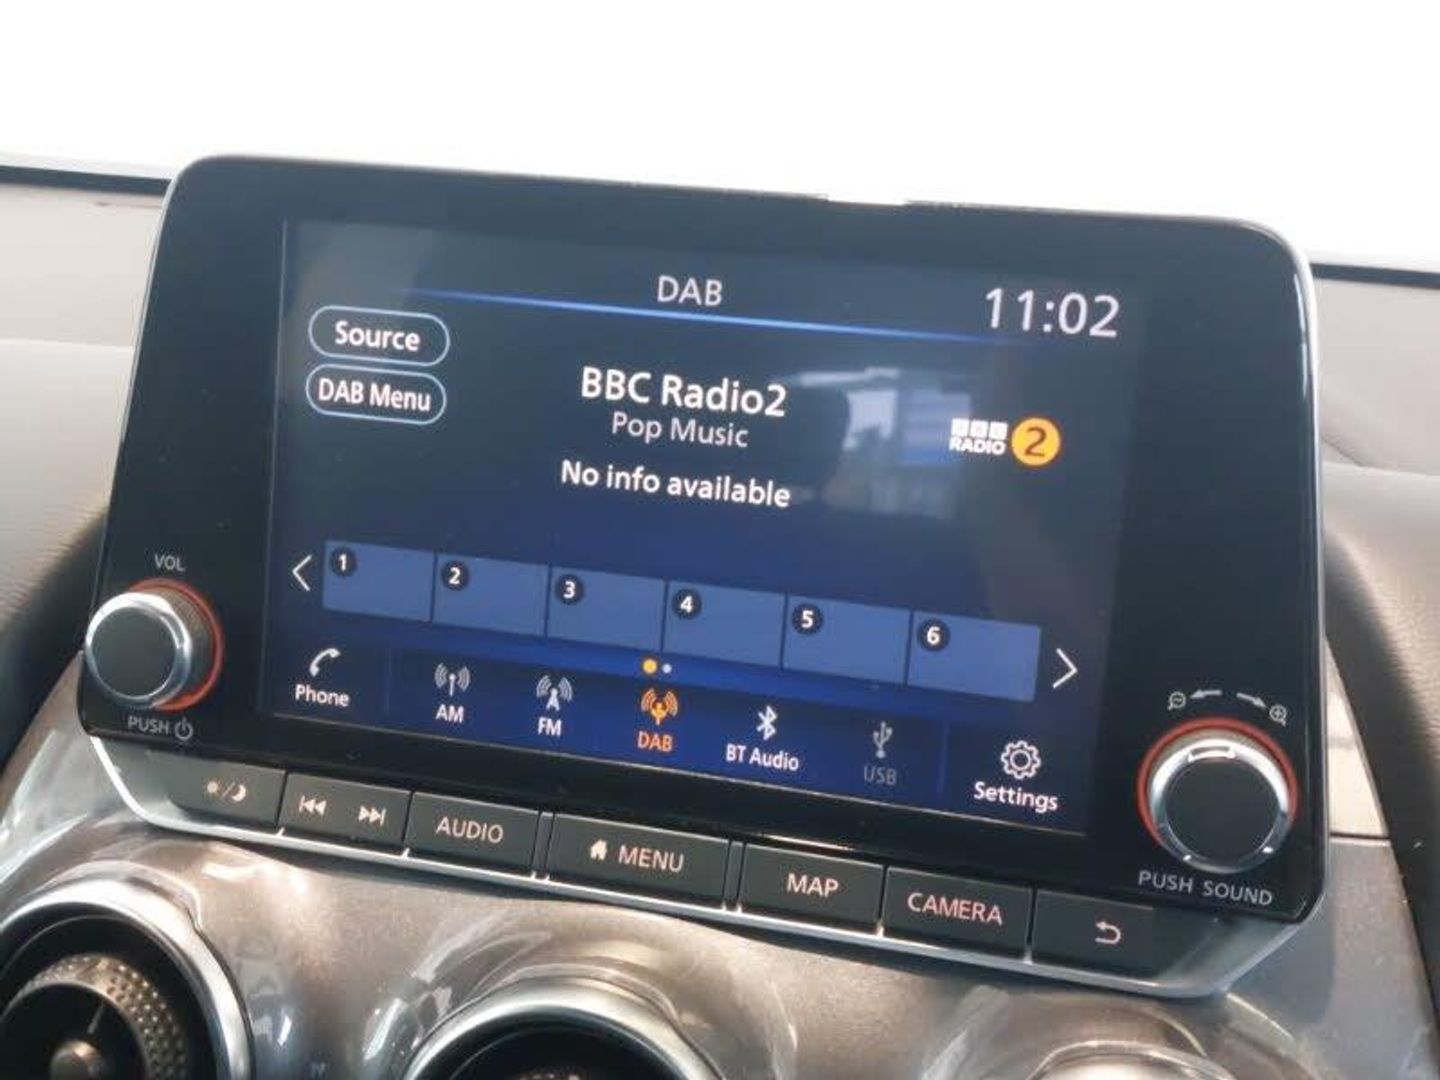 DAB
11:02
Source
DAB Menu
BBC Radio2
Pop Music
BBC
RADIO 2
No info available
1 2 3 4 5 6
Phone
AM
FM
DAB
BT Audio
USB
Settings
VOL
PUSH
AUDIO
MENU
MAP
CAMERA
PUSH SOUND